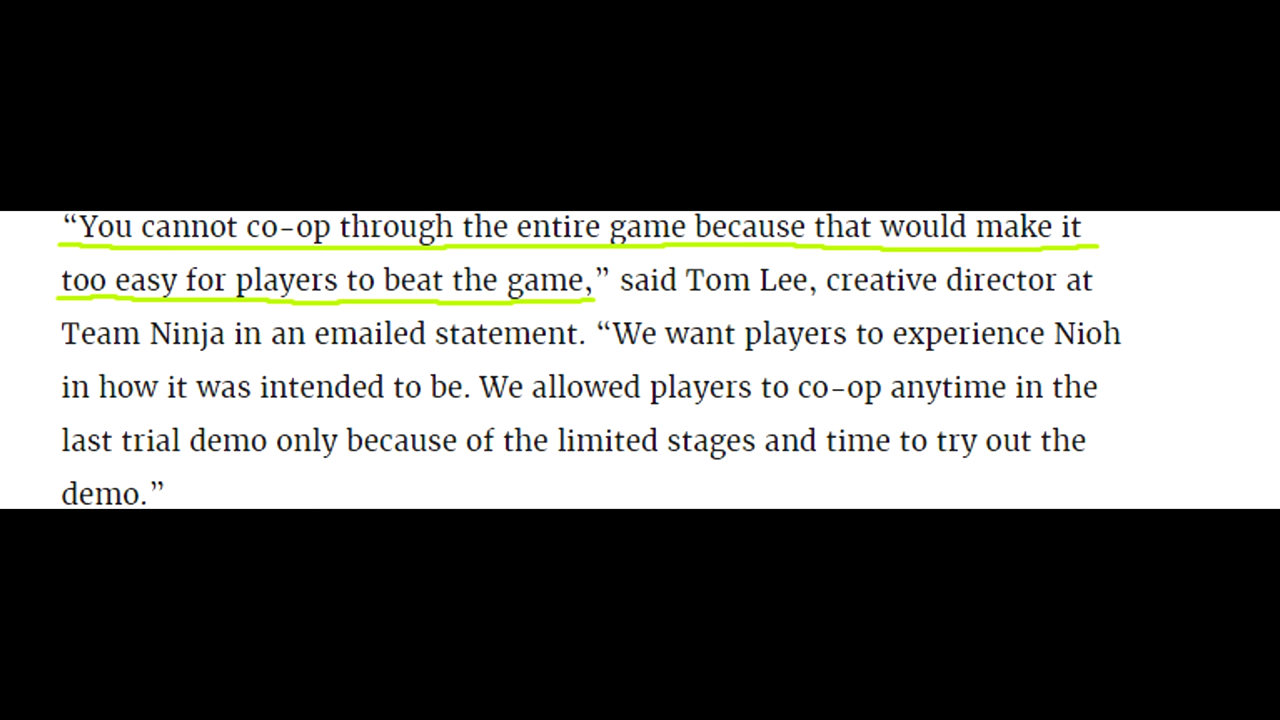 “You cannot co-op through the entire game because that would make it
too easy for players to beat the game,” said Tom Lee, creative director at
Team Ninja in an emailed statement. “We want players to experience Nioh
in how it was intended to be. We allowed players to co-op anytime in the
last trial demo only because of the limited stages and time to try out the
demo.”